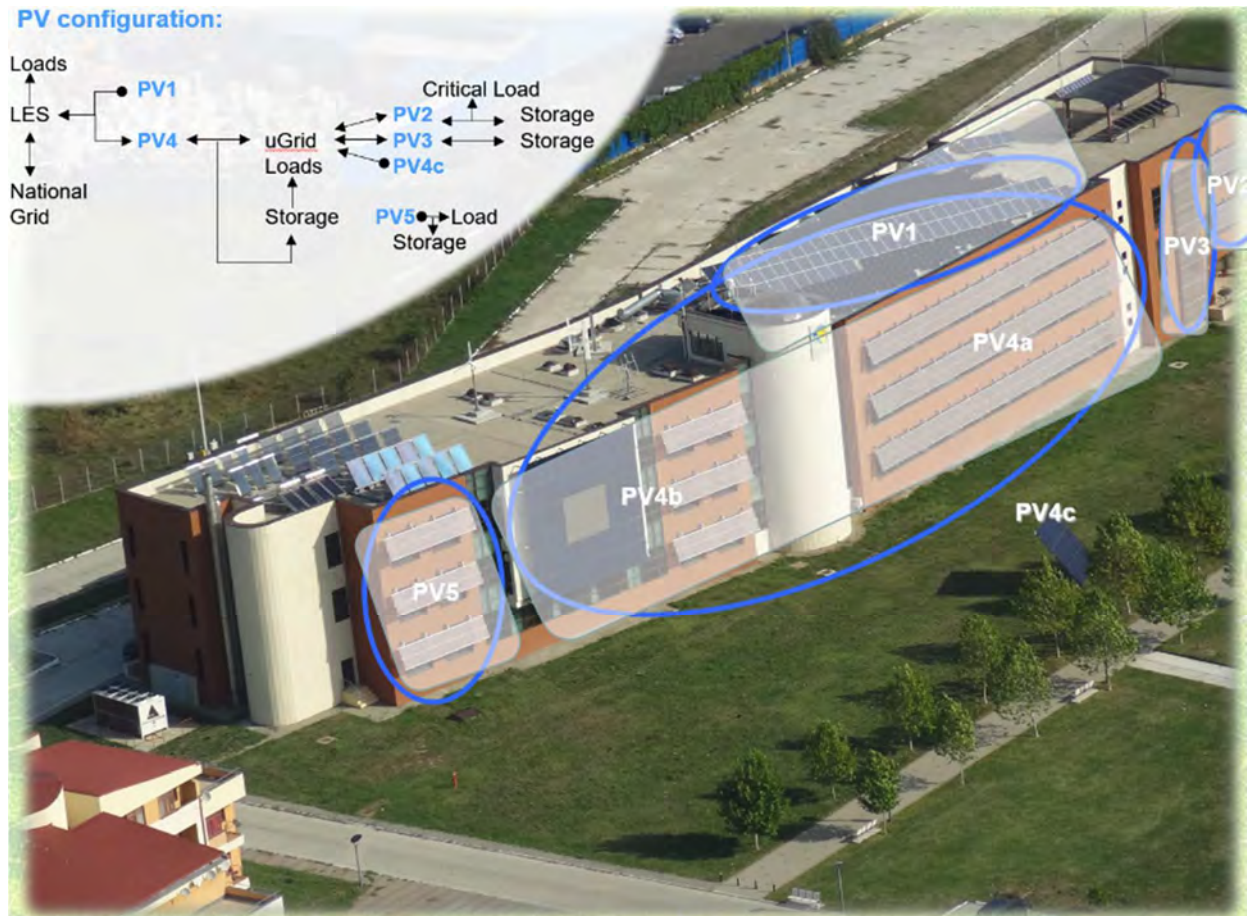 PV configuration:
Loads
PV1
LES
PV4
National
Grid
uGrid
Loads
Storage
Critical Load
PV2
Storage
PV3
Storage
PV4c
PV5
Load
Storage
PV1
PV2
PV3
PV4a
PV4b
PV4c
PV5